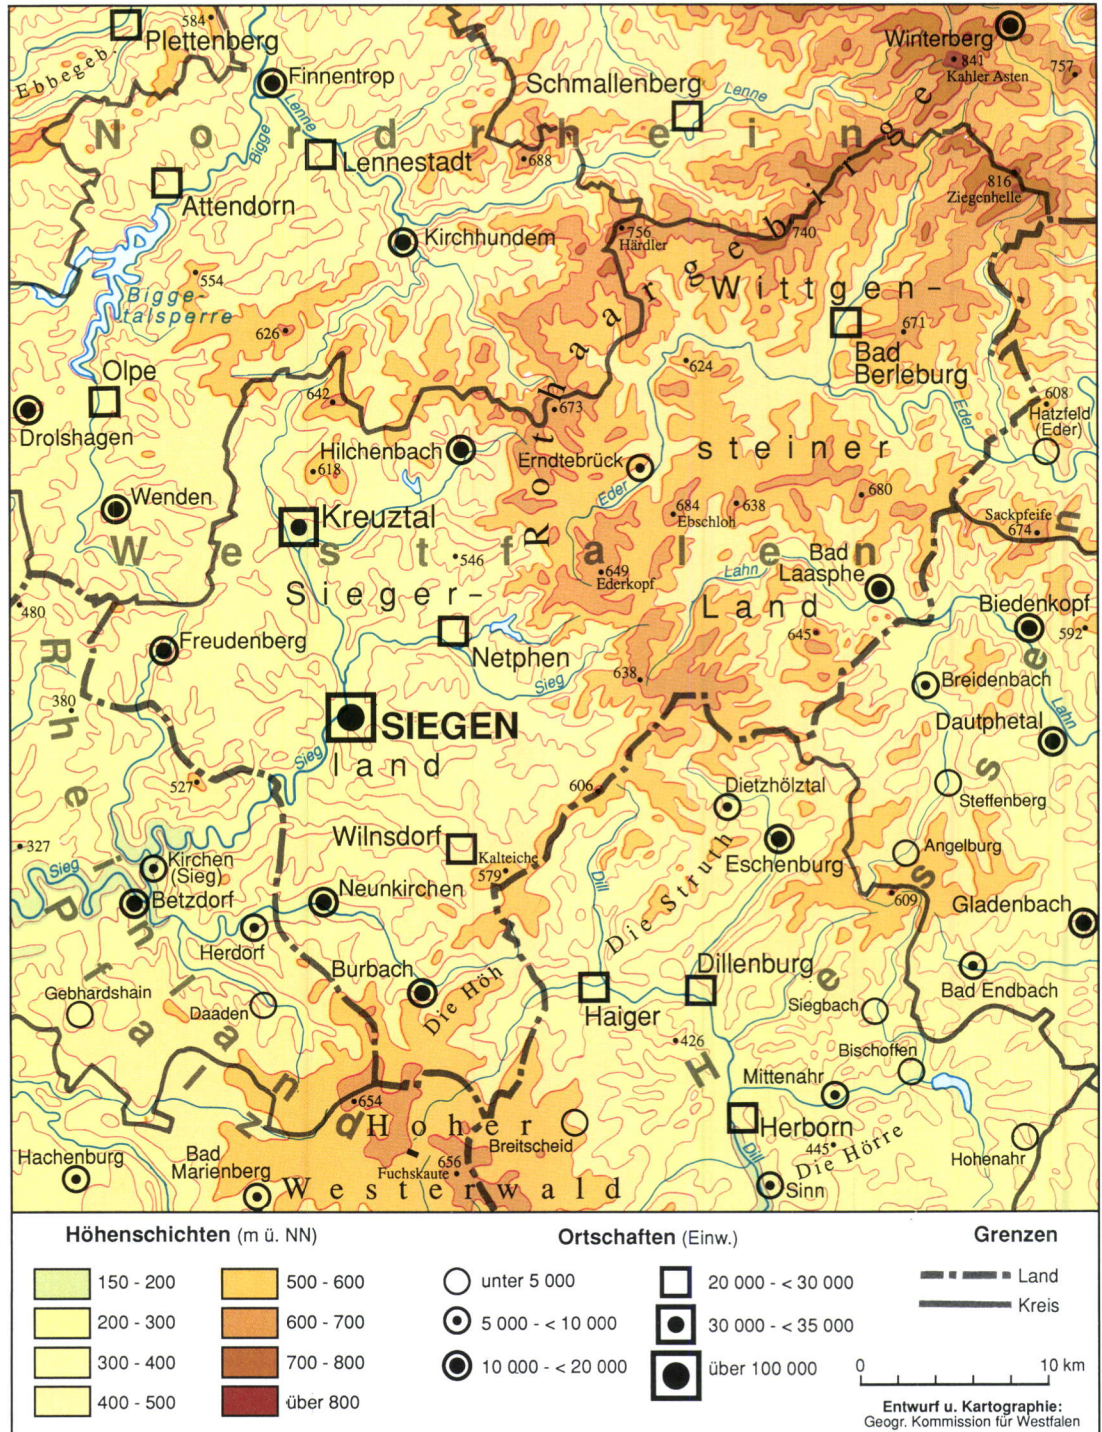 584
Plettenberg
Ebbegeb.
Finnentrop
Winterberg
841
Kahler Asten
757
Schmallenberg
Lenne
Lenne
Bigge
Nordrhein-
Westfalen
Lennestadt
688
816
Ziegenhelle
Attendorn
Kirchhundem
756
Härdler
740
Rothaargebirge
554
Bigge-
talsperre
Wittgen-
steiner
Land
626
671
Bad
Berleburg
624
Olpe
642
673
608
Hatzfeld
(Eder)
Eder
Drolshagen
Hilchenbach
Erndtebrück
618
Eder
Wenden
Kreuztal
684
Ebschloh
638
680
Sackpfeife
674
546
649
Ederkopf
Bad
Laasphe
Lahn
Sieger-
land
480
Biedenkopf
592
Freudenberg
Netphen
645
638
Sieg
Breidenbach
380
SIEGEN
Dautphetal
Lahn
Rheinland
Pfalz
Hessen
Sieg
527
606
Dietzhölztal
Steffenberg
327
Wilnsdorf
Kalteiche
579
Eschenburg
Angelburg
Sieg
Kirchen
(Sieg)
Betzdorf
Neunkirchen
Dill
Die Struth
609
Gladenbach
Herdorf
Burbach
Die Höh
Dillenburg
Bad Endbach
Gebhardshain
Daaden
Haiger
Siegbach
426
Bischoffen
Mittenahr
654
Hoher
Westerwald
Breitscheid
Herborn
445
Die Hörre
Hohenahr
Hachenburg
Bad
Marienberg
Fuchskaute
656
Dill
Sinn
Höhenschichten (m ü. NN)
150 - 200
200 - 300
300 - 400
400 - 500
500 - 600
600 - 700
700 - 800
über 800
Ortschaften (Einw.)
unter 5 000
5 000 - < 10 000
10 000 - < 20 000
20 000 - < 30 000
30 000 - < 35 000
über 100 000
Grenzen
Land
Kreis
0 10 km
Entwurf u. Kartographie:
Geogr. Kommission für Westfalen